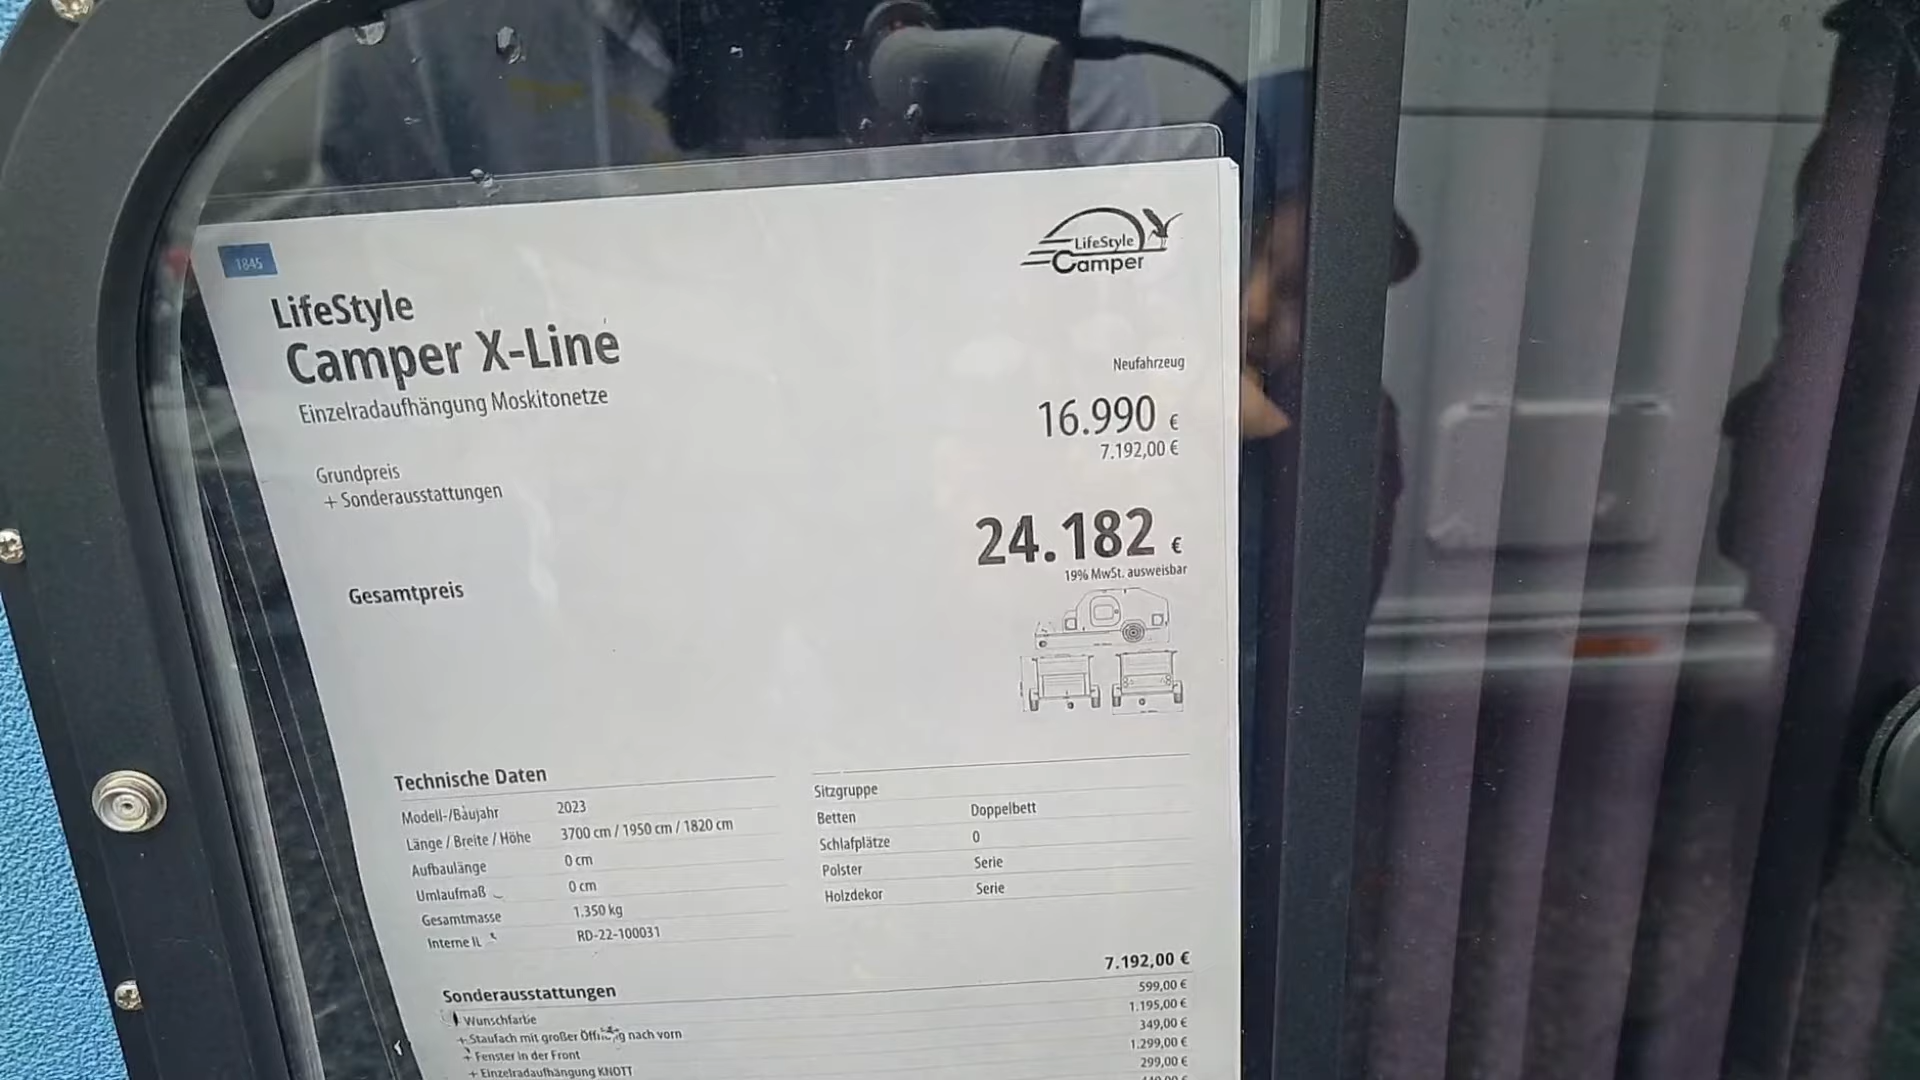 1845
LifeStyle
Camper
LifeStyle
Camper X-Line
Einzelradaufhängung Moskitonetze
Neufahrzeug
Grundpreis 16.990 €
+ Sonderausstattungen 7.192,00 €
Gesamtpreis 24.182 €
19% MwSt. ausweisbar
Technische Daten
Modell-/Baujahr 2023
Länge / Breite / Höhe 3700 cm / 1950 cm / 1820 cm
Aufbaulänge 0 cm
Umlaufmaß 0 cm
Gesamtmasse 1.350 kg
Interne RD-22-100031
Sitzgruppe
Betten Doppelbett
Schlafplätze 0
Polster Serie
Holzdekor Serie
Sonderausstattungen 7.192,00 €
Wunschfarbe 599,00 €
+ Staufach mit großer Öffnung nach vorn 1.195,00 €
+ Fenster in der Front 349,00 €
+ Einzelradaufhängung KNOTT 1.299,00 €
299,00 €